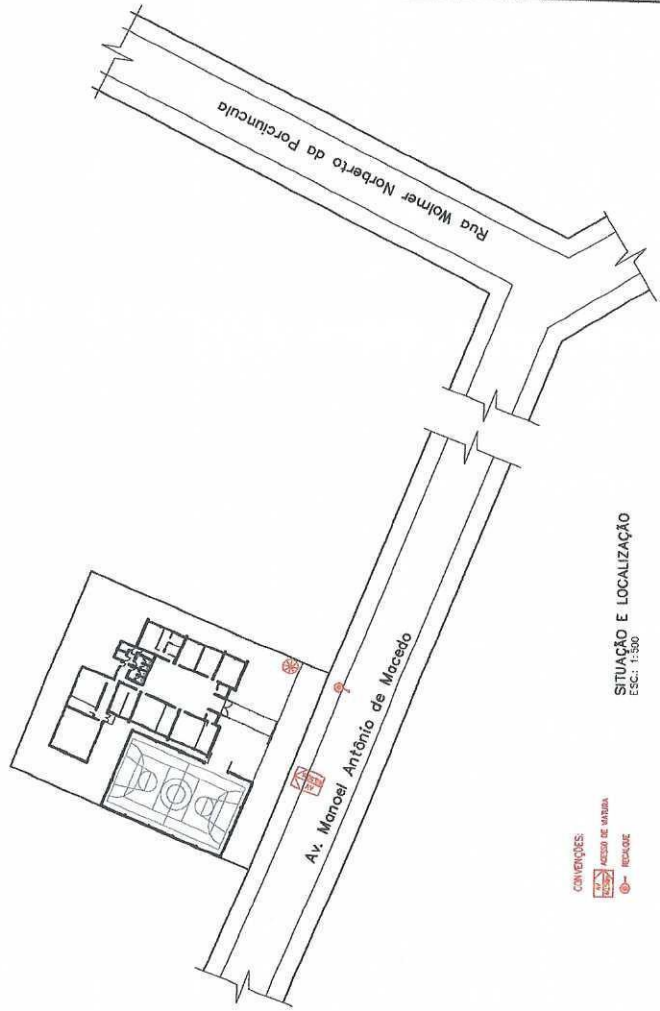 Rua Wolmer Norberto da Porciuncula
Av. Manoel Antônio de Macedo
SITUAÇÃO E LOCALIZAÇÃO
ESC.: 1:500
CONVENÇÕES:
ACESSO DE VIATURA
RECALQUE